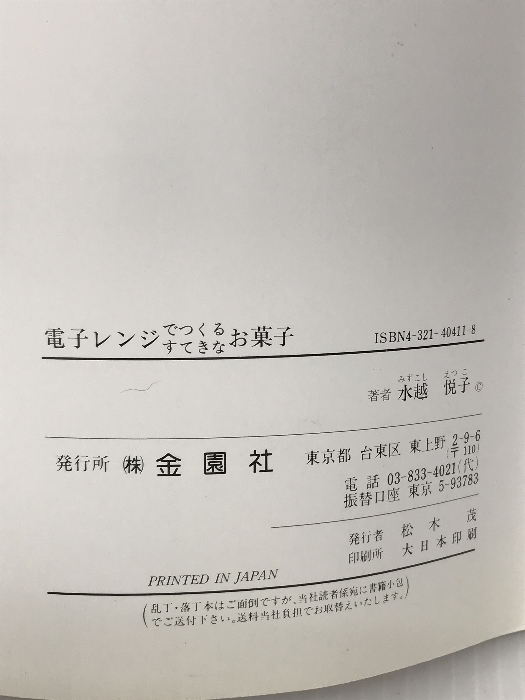 電子レンジでつくるすてきなお菓子 ISBN4-321-40411-8
みずこし えつこ
著者 水越 悦子 ©
発行所 ㈱ 金園社 東京都 台東区 東上野 2-9-6
(〒110)
電話 03-833-4021(代)
振替口座 東京 5-93783
発行者 松木 茂
印刷所 大日本印刷
PRINTED IN JAPAN
(乱丁・落丁本はご面倒ですが、当社読者係宛に書籍小包
でご送付下さい。送料当社負担でお取替えいたします。)